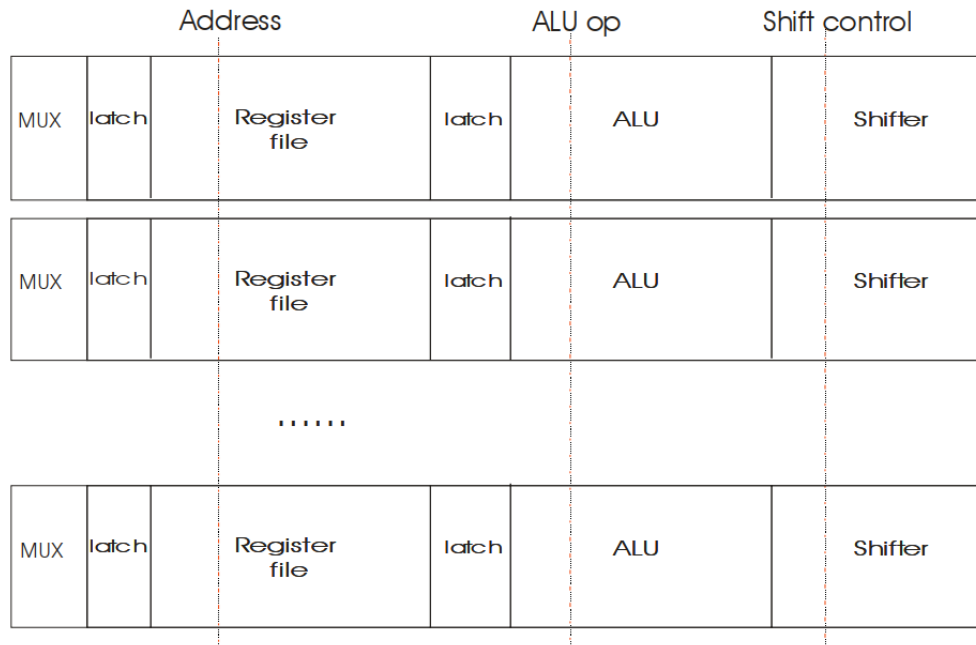 Address ALU op Shift control
MUX latch Register file latch ALU Shifter
MUX latch Register file latch ALU Shifter
......
MUX latch Register file latch ALU Shifter